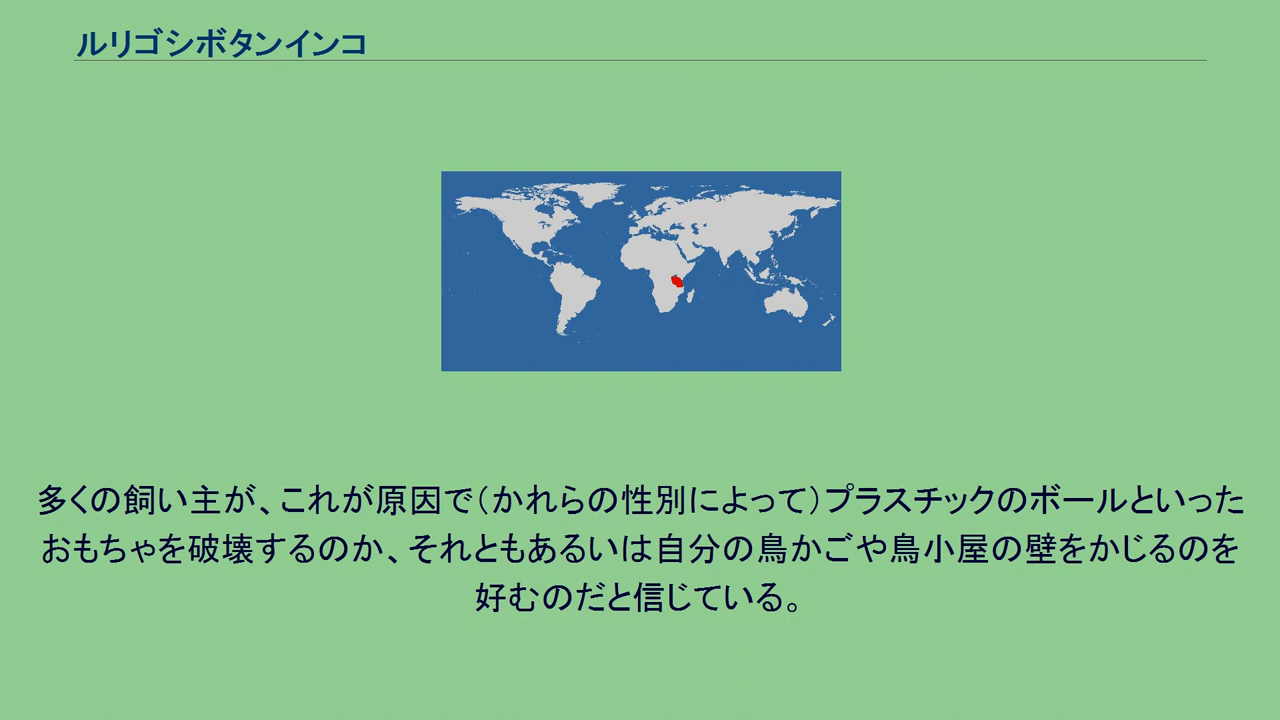 ルリゴシボタンインコ
多くの飼い主が、これが原因で(かれらの性別によって)プラスチックのボールといった
おもちゃを破壊するのか、それともあるいは自分の鳥かごや鳥小屋の壁をかじるのを
好むのだと信じている。